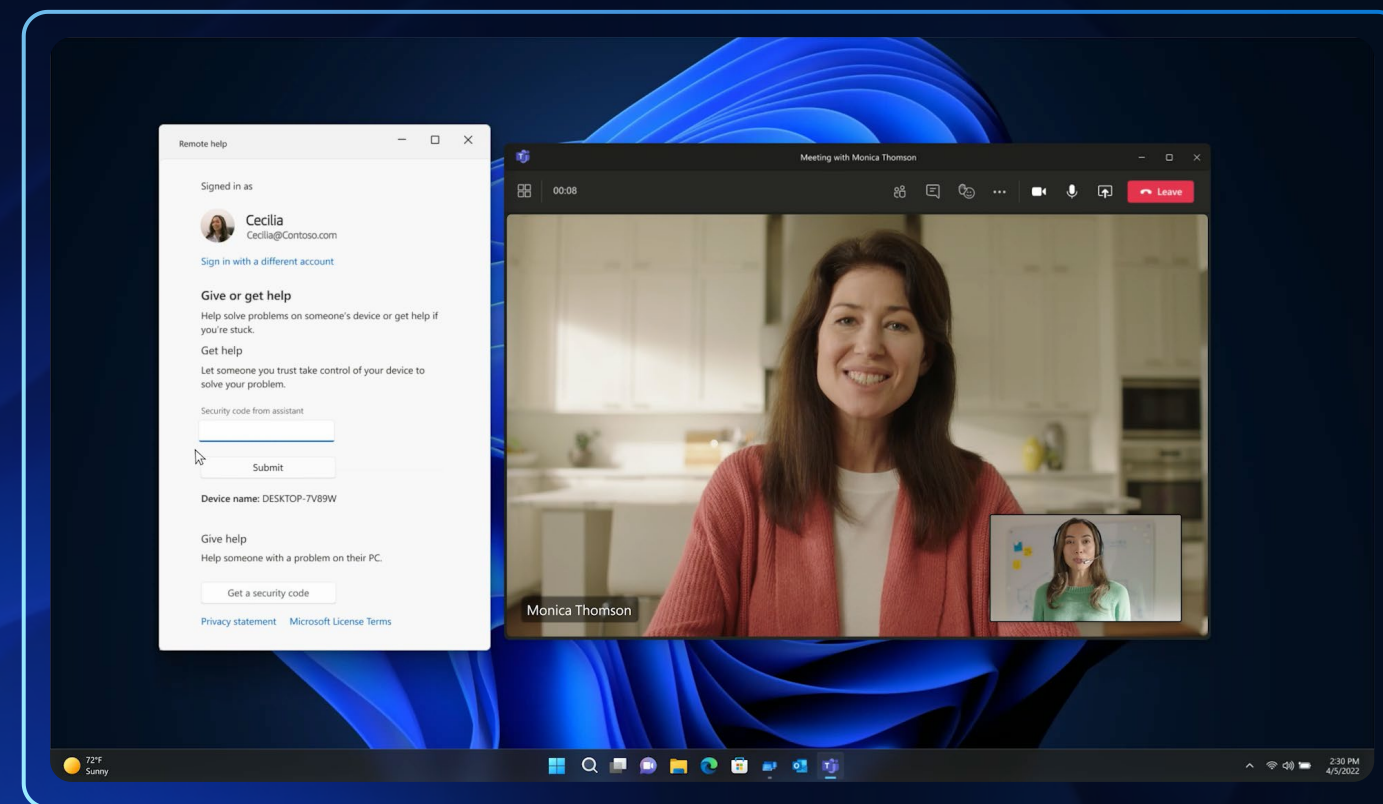 Remote help
Signed in as
Cecilia
Cecilia@Contoso.com
Sign in with a different account
Give or get help
Help solve problems on someone's device or get help if
you're stuck.
Get help
Let someone you trust take control of your device to
solve your problem.
Security code from assistant
Submit
Device name: DESKTOP-7V89W
Give help
Help someone with a problem on their PC.
Get a security code
Privacy statement Microsoft License Terms
Meeting with Monica Thomson
00:08
Leave
Monica Thomson
72°F
Sunny
2:30 PM
4/5/2022